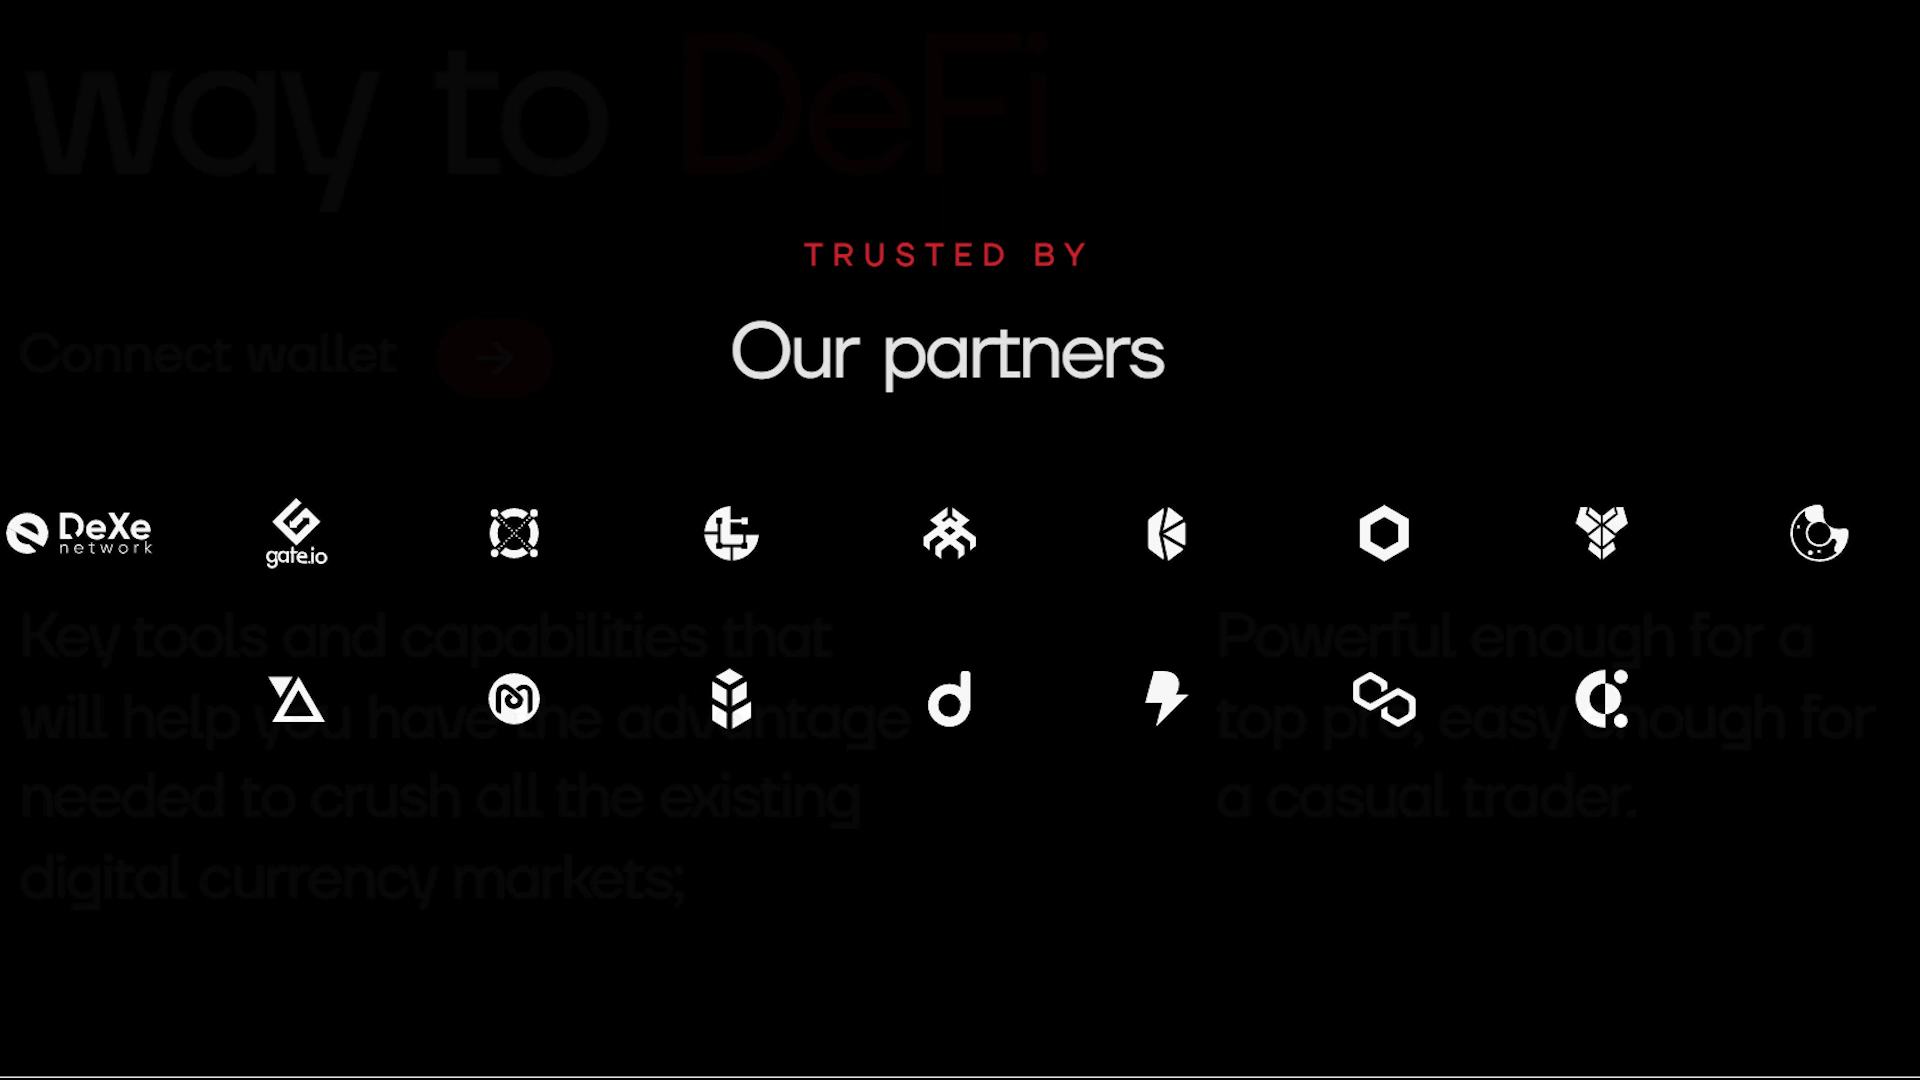 way to DeFi
TRUSTED BY
Our partners
Connect wallet
DeXe
network
gate.io
Key tools and capabilities that
will help you have the advantage
needed to crush all the existing
digital currency markets;
Powerful enough for a
top pro, easy enough for
a casual trader.